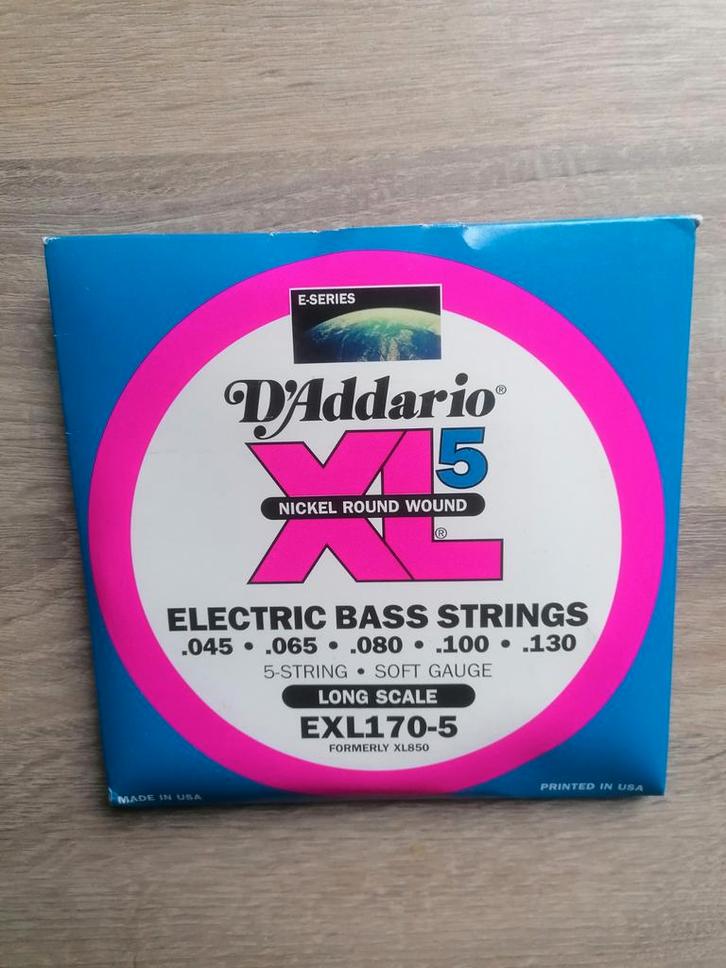 E-SERIES
D'Addario®
XL5
NICKEL ROUND WOUND
®
ELECTRIC BASS STRINGS
.045 • .065 • .080 • .100 • .130
5-STRING • SOFT GAUGE
LONG SCALE
EXL170-5
FORMERLY XL850
MADE IN USA
PRINTED IN USA